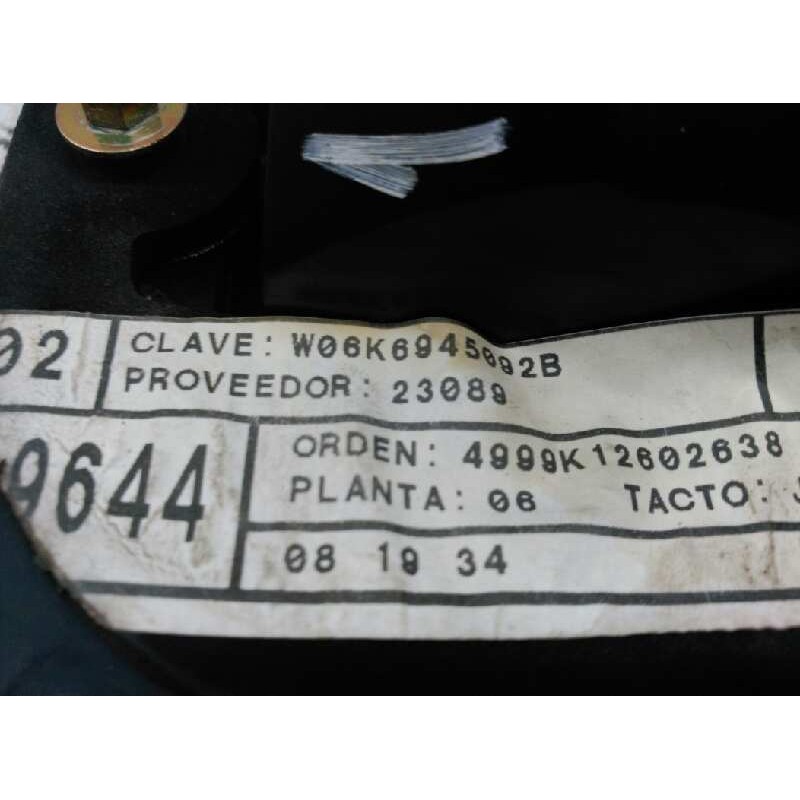 02
CLAVE: W06K6945092B
PROVEEDOR: 23089
9644
ORDEN: 4999K12602638
PLANTA: 06 TACTO:
08 19 34